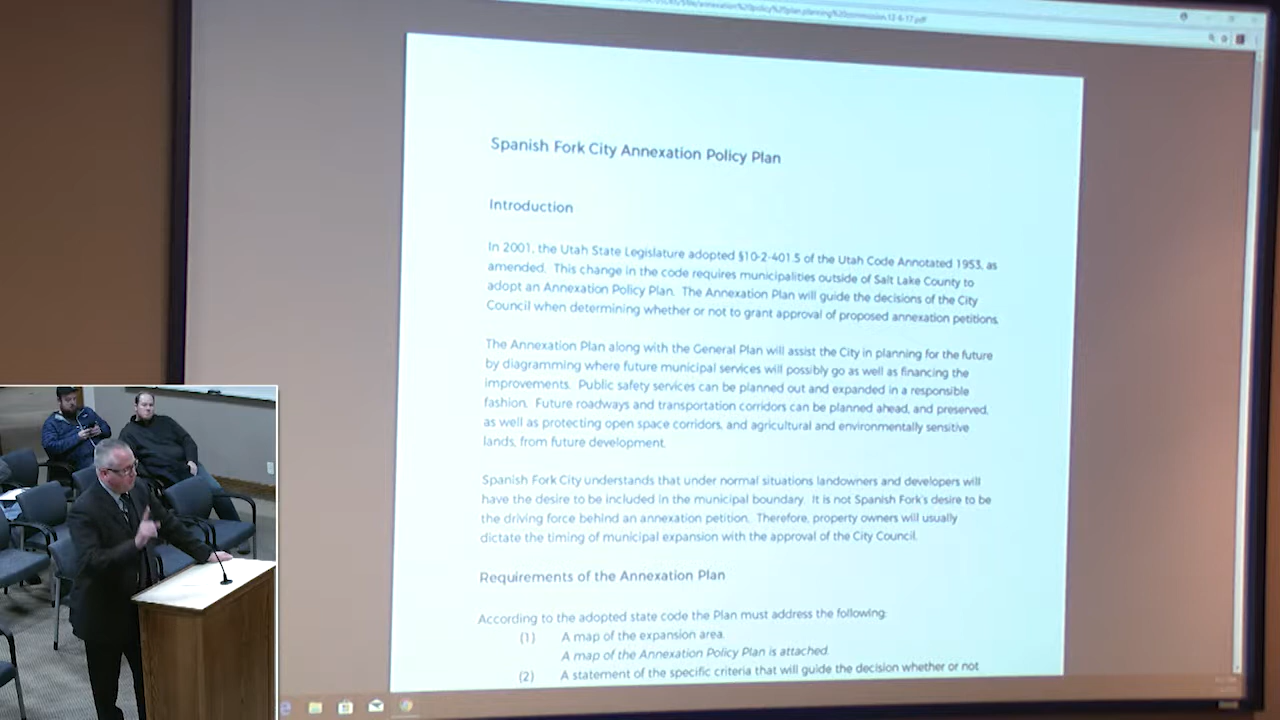 annexation%20policy%20plan.planning%20commission.12-6-17.pdf
Spanish Fork City Annexation Policy Plan
Introduction
In 2001, the Utah State Legislature adopted §10-2-401.5 of the Utah Code Annotated 1953, as
amended. This change in the code requires municipalities outside of Salt Lake County to
adopt an Annexation Policy Plan. The Annexation Plan will guide the decisions of the City
Council when determining whether or not to grant approval of proposed annexation petitions.
The Annexation Plan along with the General Plan will assist the City in planning for the future
by diagramming where future municipal services will possibly go as well as financing the
improvements. Public safety services can be planned out and expanded in a responsible
fashion. Future roadways and transportation corridors can be planned ahead, and preserved,
as well as protecting open space corridors, and agricultural and environmentally sensitive
lands, from future development.
Spanish Fork City understands that under normal situations landowners and developers will
have the desire to be included in the municipal boundary. It is not Spanish Fork's desire to be
the driving force behind an annexation petition. Therefore, property owners will usually
dictate the timing of municipal expansion with the approval of the City Council.
Requirements of the Annexation Plan
According to the adopted state code the Plan must address the following:
(1) A map of the expansion area.
A map of the Annexation Policy Plan is attached.
(2) A statement of the specific criteria that will guide the decision whether or not